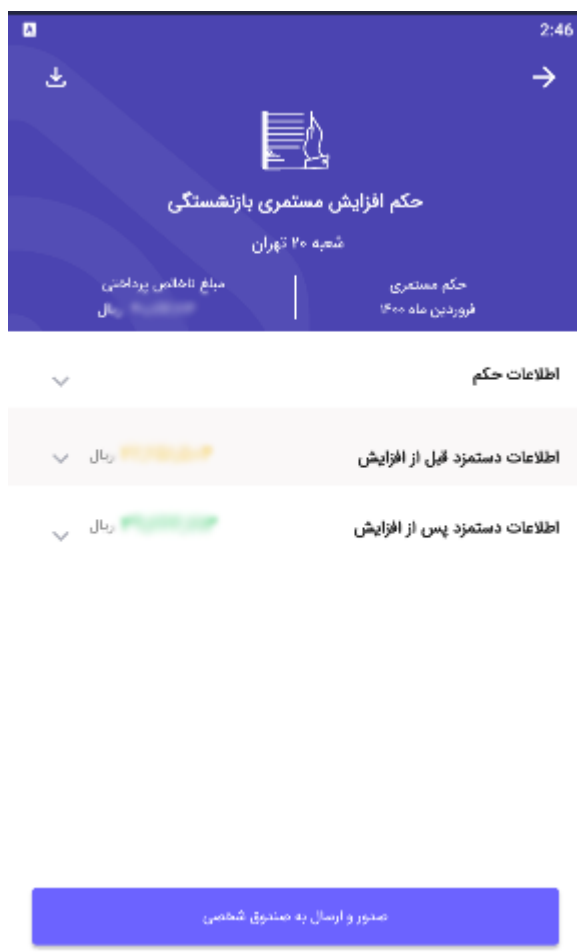 2:46
حکم افزایش مستمری بازنشستگی
شعبه ۲۰ تهران
حکم مستمری
فروردین ماه ۱۴۰۰
مبلغ ناخالص پرداختی
ریال
اطلاعات حکم
اطلاعات دستمزد قبل از افزایش
ریال
اطلاعات دستمزد پس از افزایش
ریال
صدور و ارسال به صندوق شخصی